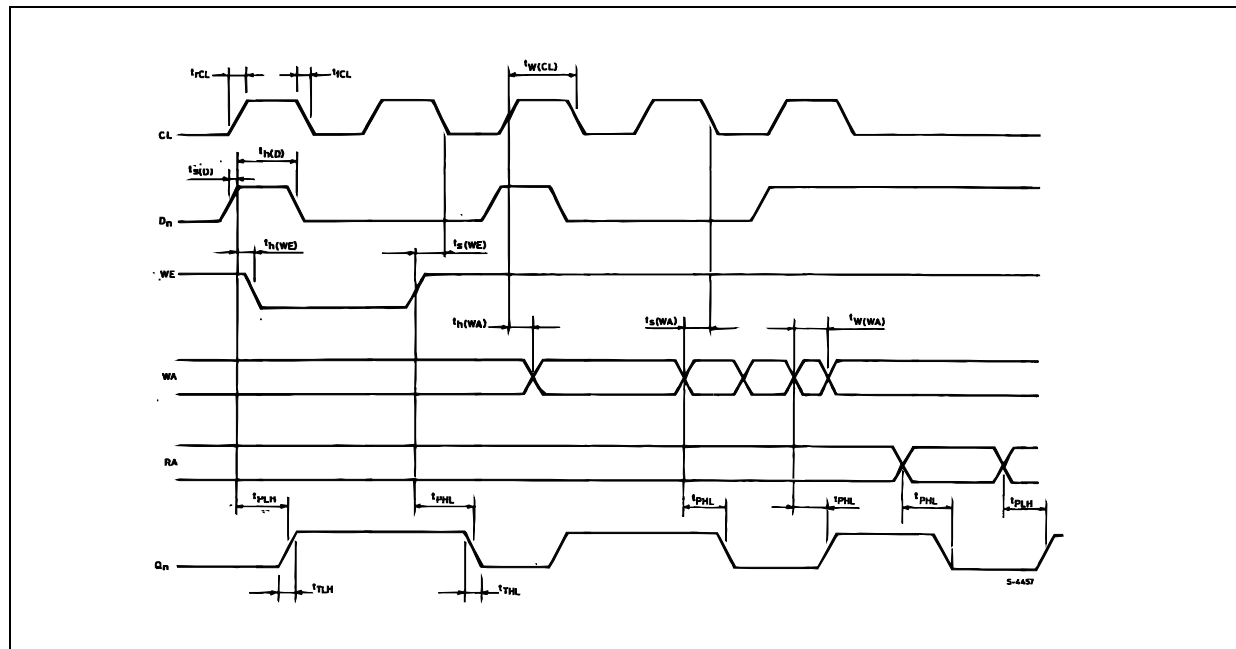 trCL
tfCL
tW(CL)
CL
th(D)
ts(D)
Dn
th(WE)
ts(WE)
WE
th(WA)
ts(WA)
tW(WA)
WA
RA
tPLH
tPHL
tPHL
tPHL
tPHL
tPLH
Qn
S-4457
tTLH
tTHL